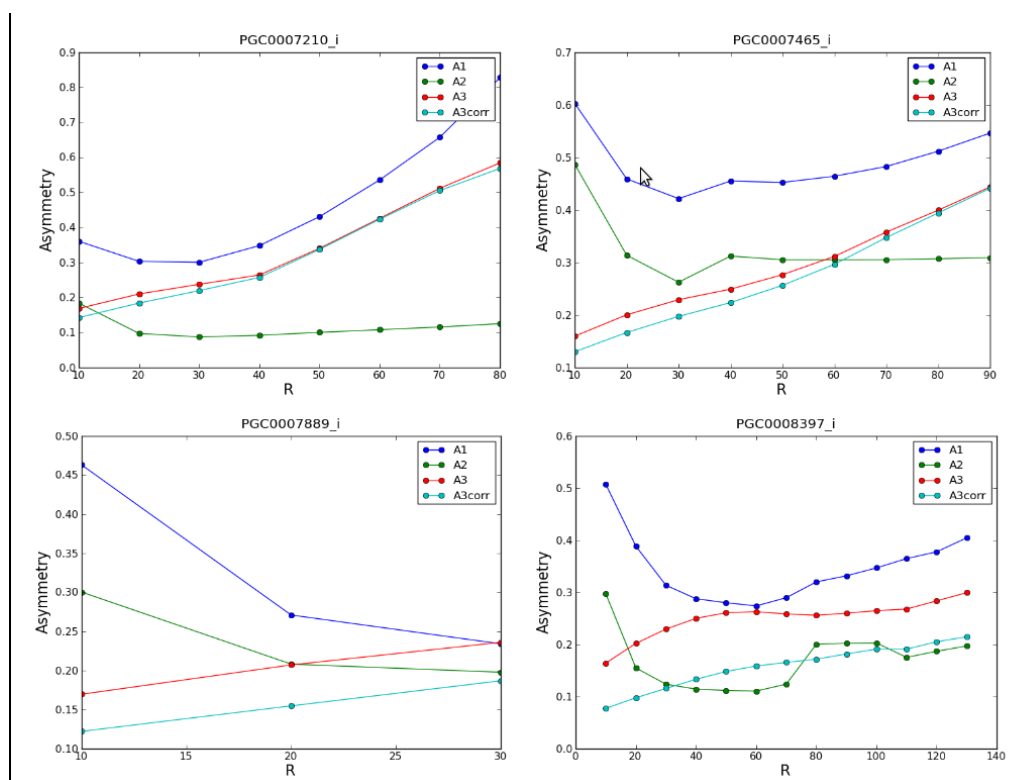 PGC0007210_i
0.9
0.8
0.7
0.6
0.5
0.4
0.3
0.2
0.1
0.0
Asymmetry
A1
A2
A3
A3corr
10 20 30 40 50 60 70 80
R
PGC0007465_i
0.7
0.6
0.5
0.4
0.3
0.2
0.1
Asymmetry
A1
A2
A3
A3corr
10 20 30 40 50 60 70 80 90
R
PGC0007889_i
0.50
0.45
0.40
0.35
0.30
0.25
0.20
0.15
0.10
Asymmetry
A1
A2
A3
A3corr
10 15 20 25 30
R
PGC0008397_i
0.6
0.5
0.4
0.3
0.2
0.1
0.0
Asymmetry
A1
A2
A3
A3corr
0 20 40 60 80 100 120 140
R